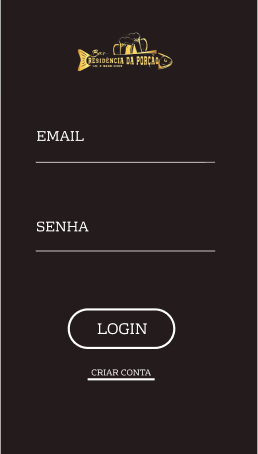 Bar
RESIDÊNCIA DA PORÇÃO
EMAIL
SENHA
LOGIN
CRIAR CONTA